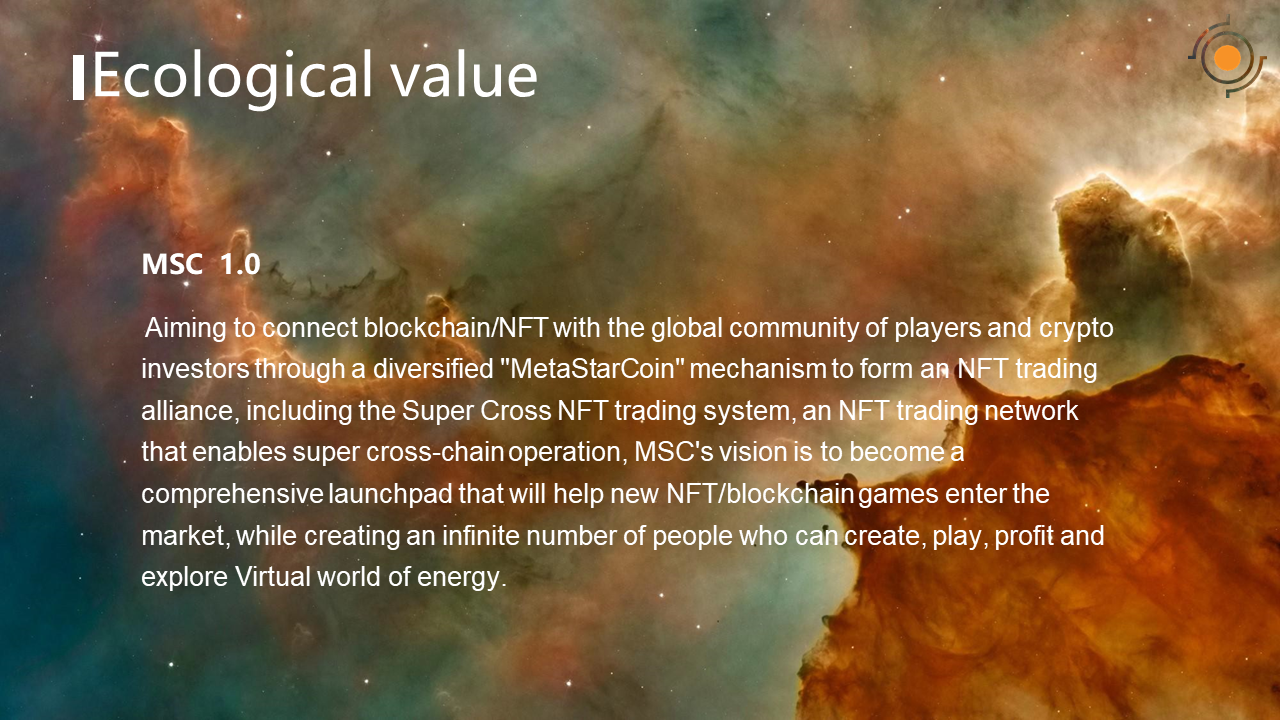 Ecological value
MSC 1.0
Aiming to connect blockchain/NFT with the global community of players and crypto
investors through a diversified "MetaStarCoin" mechanism to form an NFT trading
alliance, including the Super Cross NFT trading system, an NFT trading network
that enables super cross-chain operation, MSC's vision is to become a
comprehensive launchpad that will help new NFT/blockchain games enter the
market, while creating an infinite number of people who can create, play, profit and
explore Virtual world of energy.